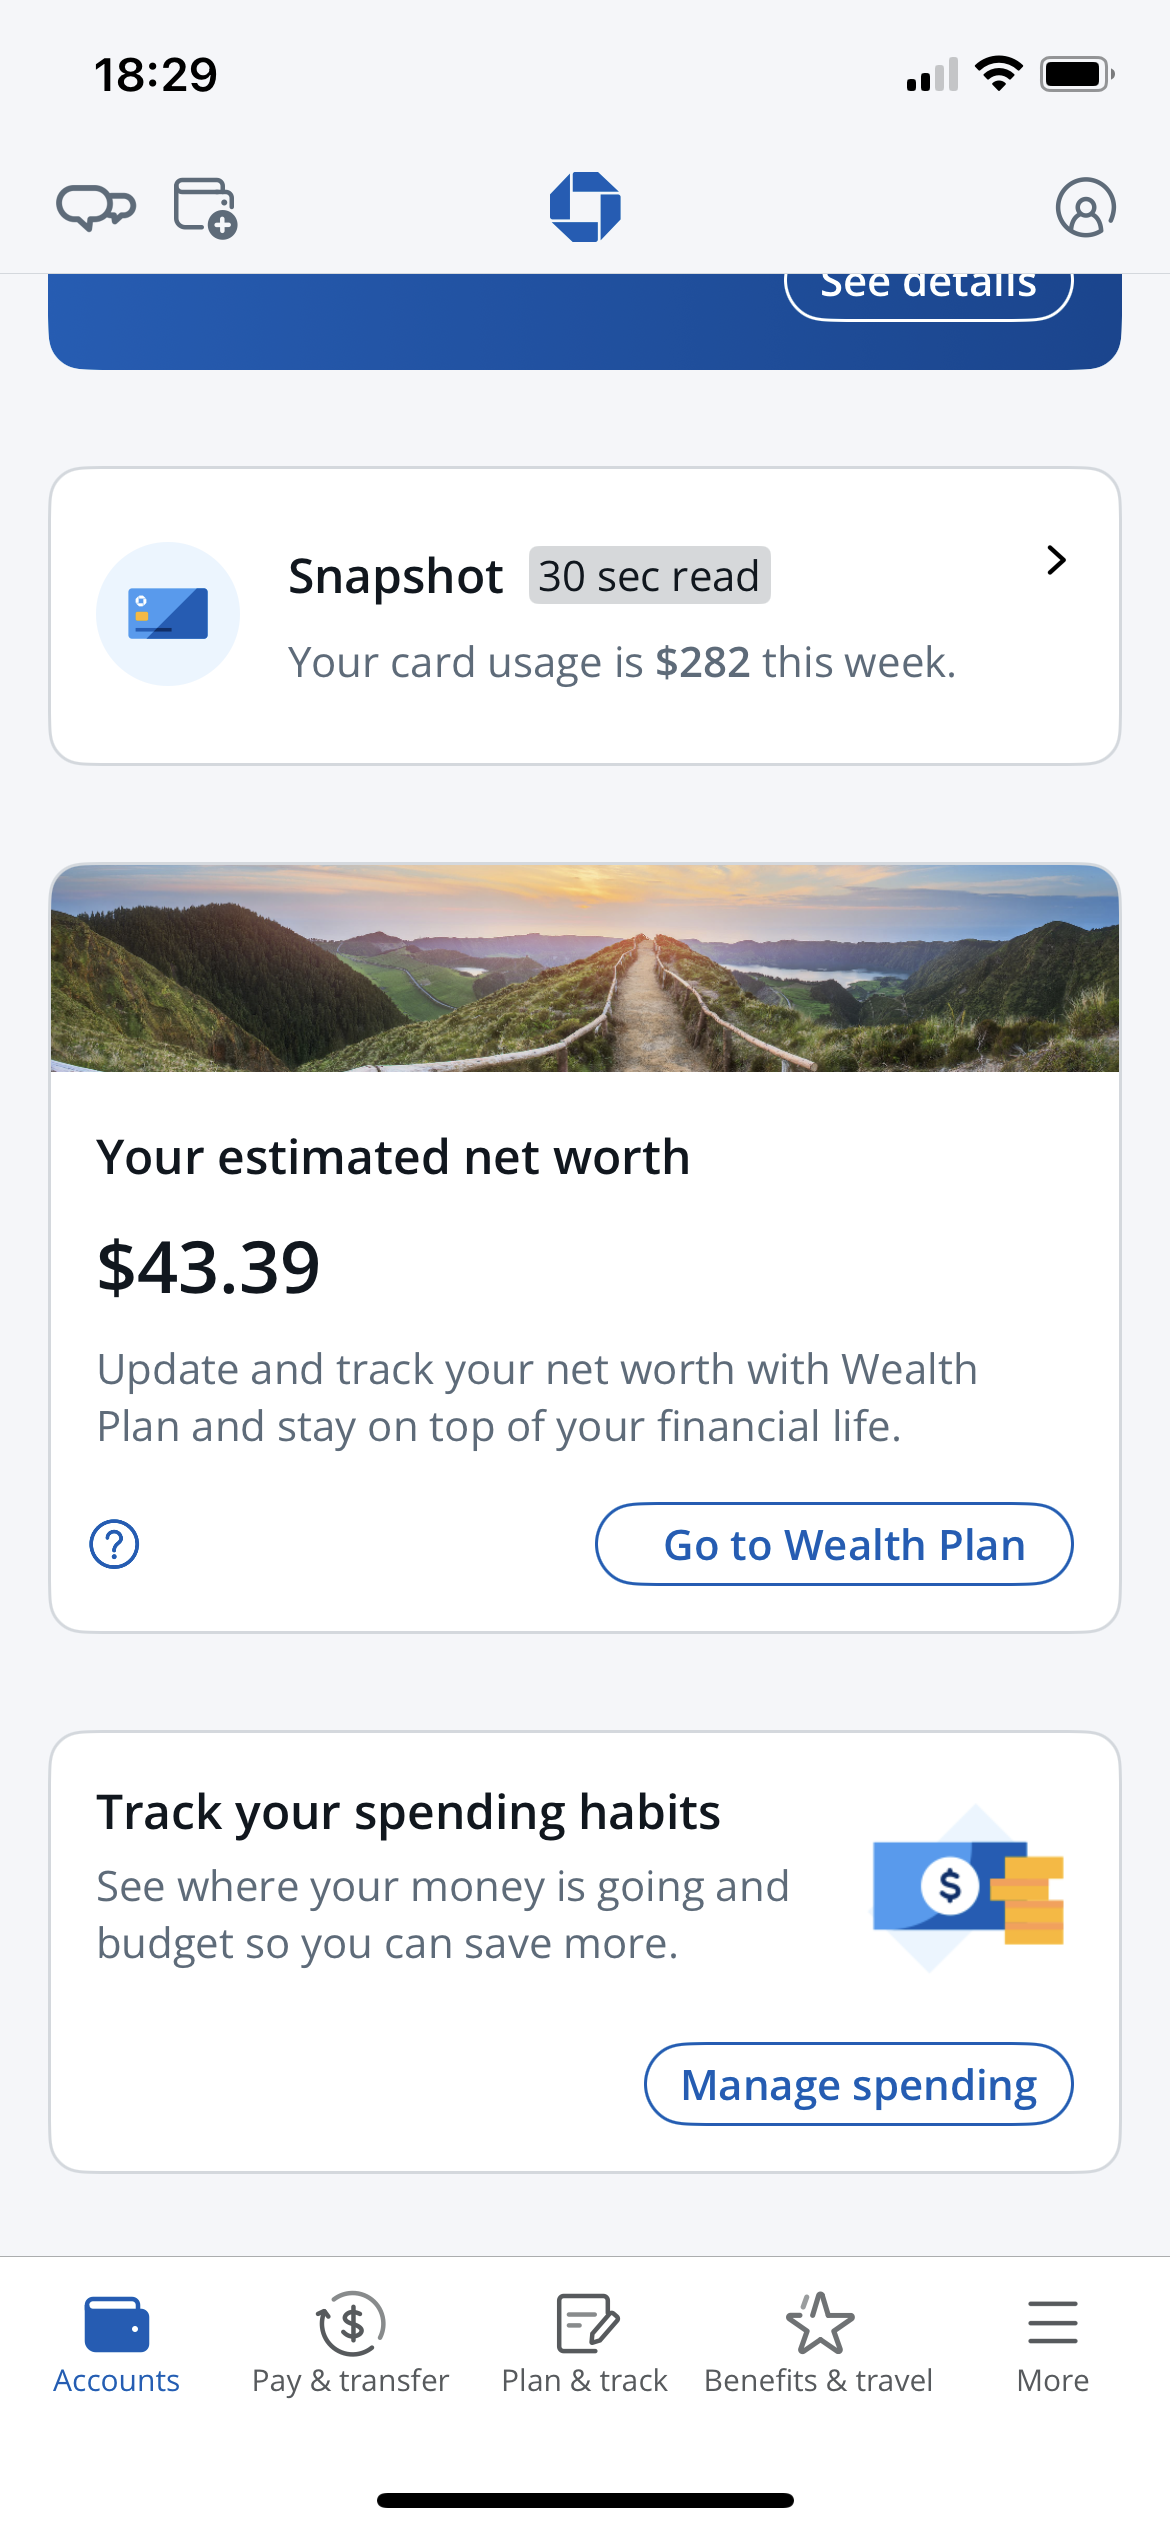 18:29
See details
Snapshot 30 sec read
Your card usage is $282 this week.
Your estimated net worth
$43.39
Update and track your net worth with Wealth
Plan and stay on top of your financial life.
?
Go to Wealth Plan
Track your spending habits
See where your money is going and
budget so you can save more.
$
Manage spending
$
Accounts
Pay & transfer
Plan & track
Benefits & travel
More